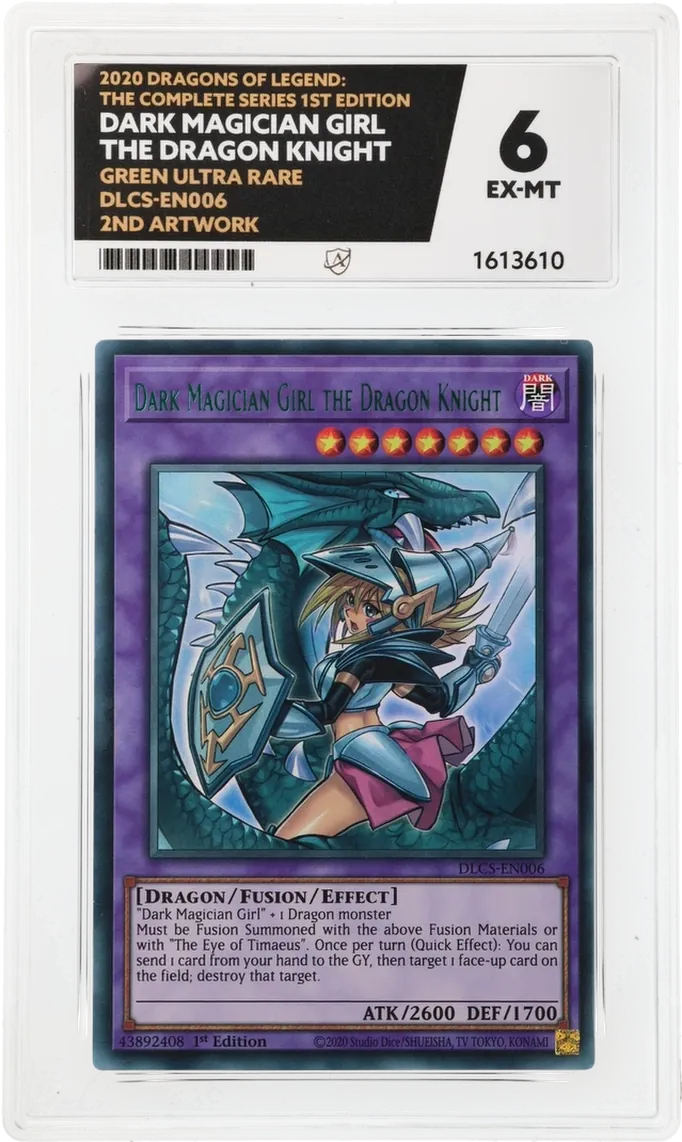 2020 DRAGONS OF LEGEND:
THE COMPLETE SERIES 1ST EDITION
DARK MAGICIAN GIRL
THE DRAGON KNIGHT
GREEN ULTRA RARE
DLCS-EN006
2ND ARTWORK
6
EX-MT
A
1613610
DARK MAGICIAN GIRL THE DRAGON KNIGHT
DARK
闇
DLCS-EN006
[DRAGON/FUSION/EFFECT]
"Dark Magician Girl" + 1 Dragon monster
Must be Fusion Summoned with the above Fusion Materials or
with "The Eye of Timaeus". Once per turn (Quick Effect): You can
send 1 card from your hand to the GY, then target 1 face-up card on
the field; destroy that target.
ATK/2600 DEF/1700
43892408 1st Edition ©2020 Studio Dice/SHUEISHA, TV TOKYO, KONAMI